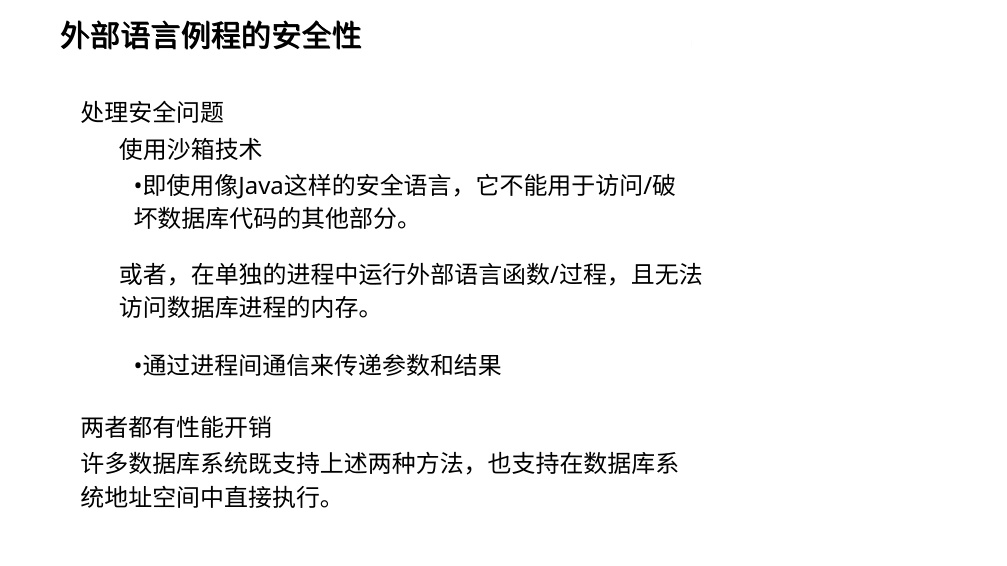 外部语言例程的安全性
处理安全问题
使用沙箱技术
•即使用像Java这样的安全语言，它不能用于访问/破
坏数据库代码的其他部分。
或者，在单独的进程中运行外部语言函数/过程，且无法
访问数据库进程的内存。
•通过进程间通信来传递参数和结果
两者都有性能开销
许多数据库系统既支持上述两种方法，也支持在数据库系
统地址空间中直接执行。